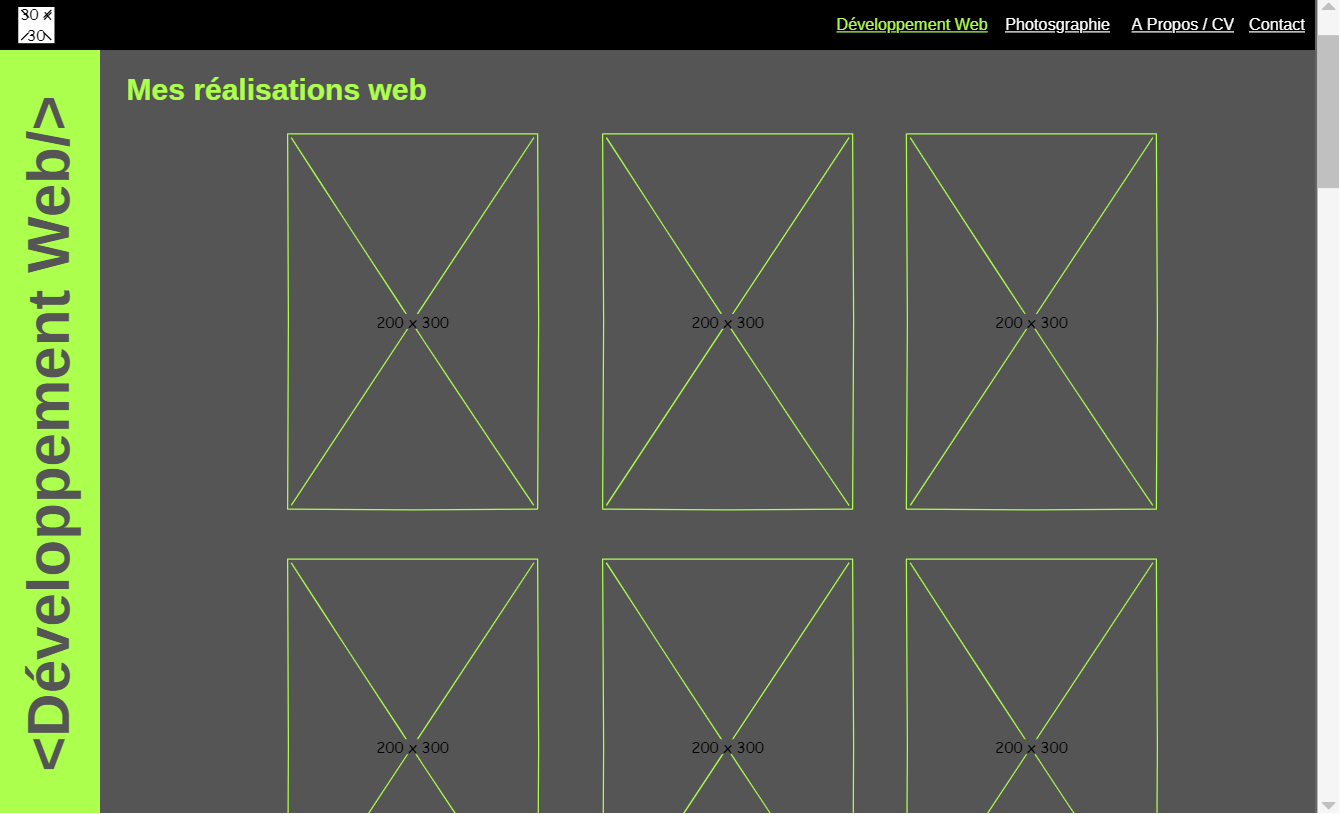 30 x
30
Développement Web Photosgraphie A Propos / CV Contact
<Développement Web/>
Mes réalisations web
200 x 300 200 x 300 200 x 300
200 x 300 200 x 300 200 x 300